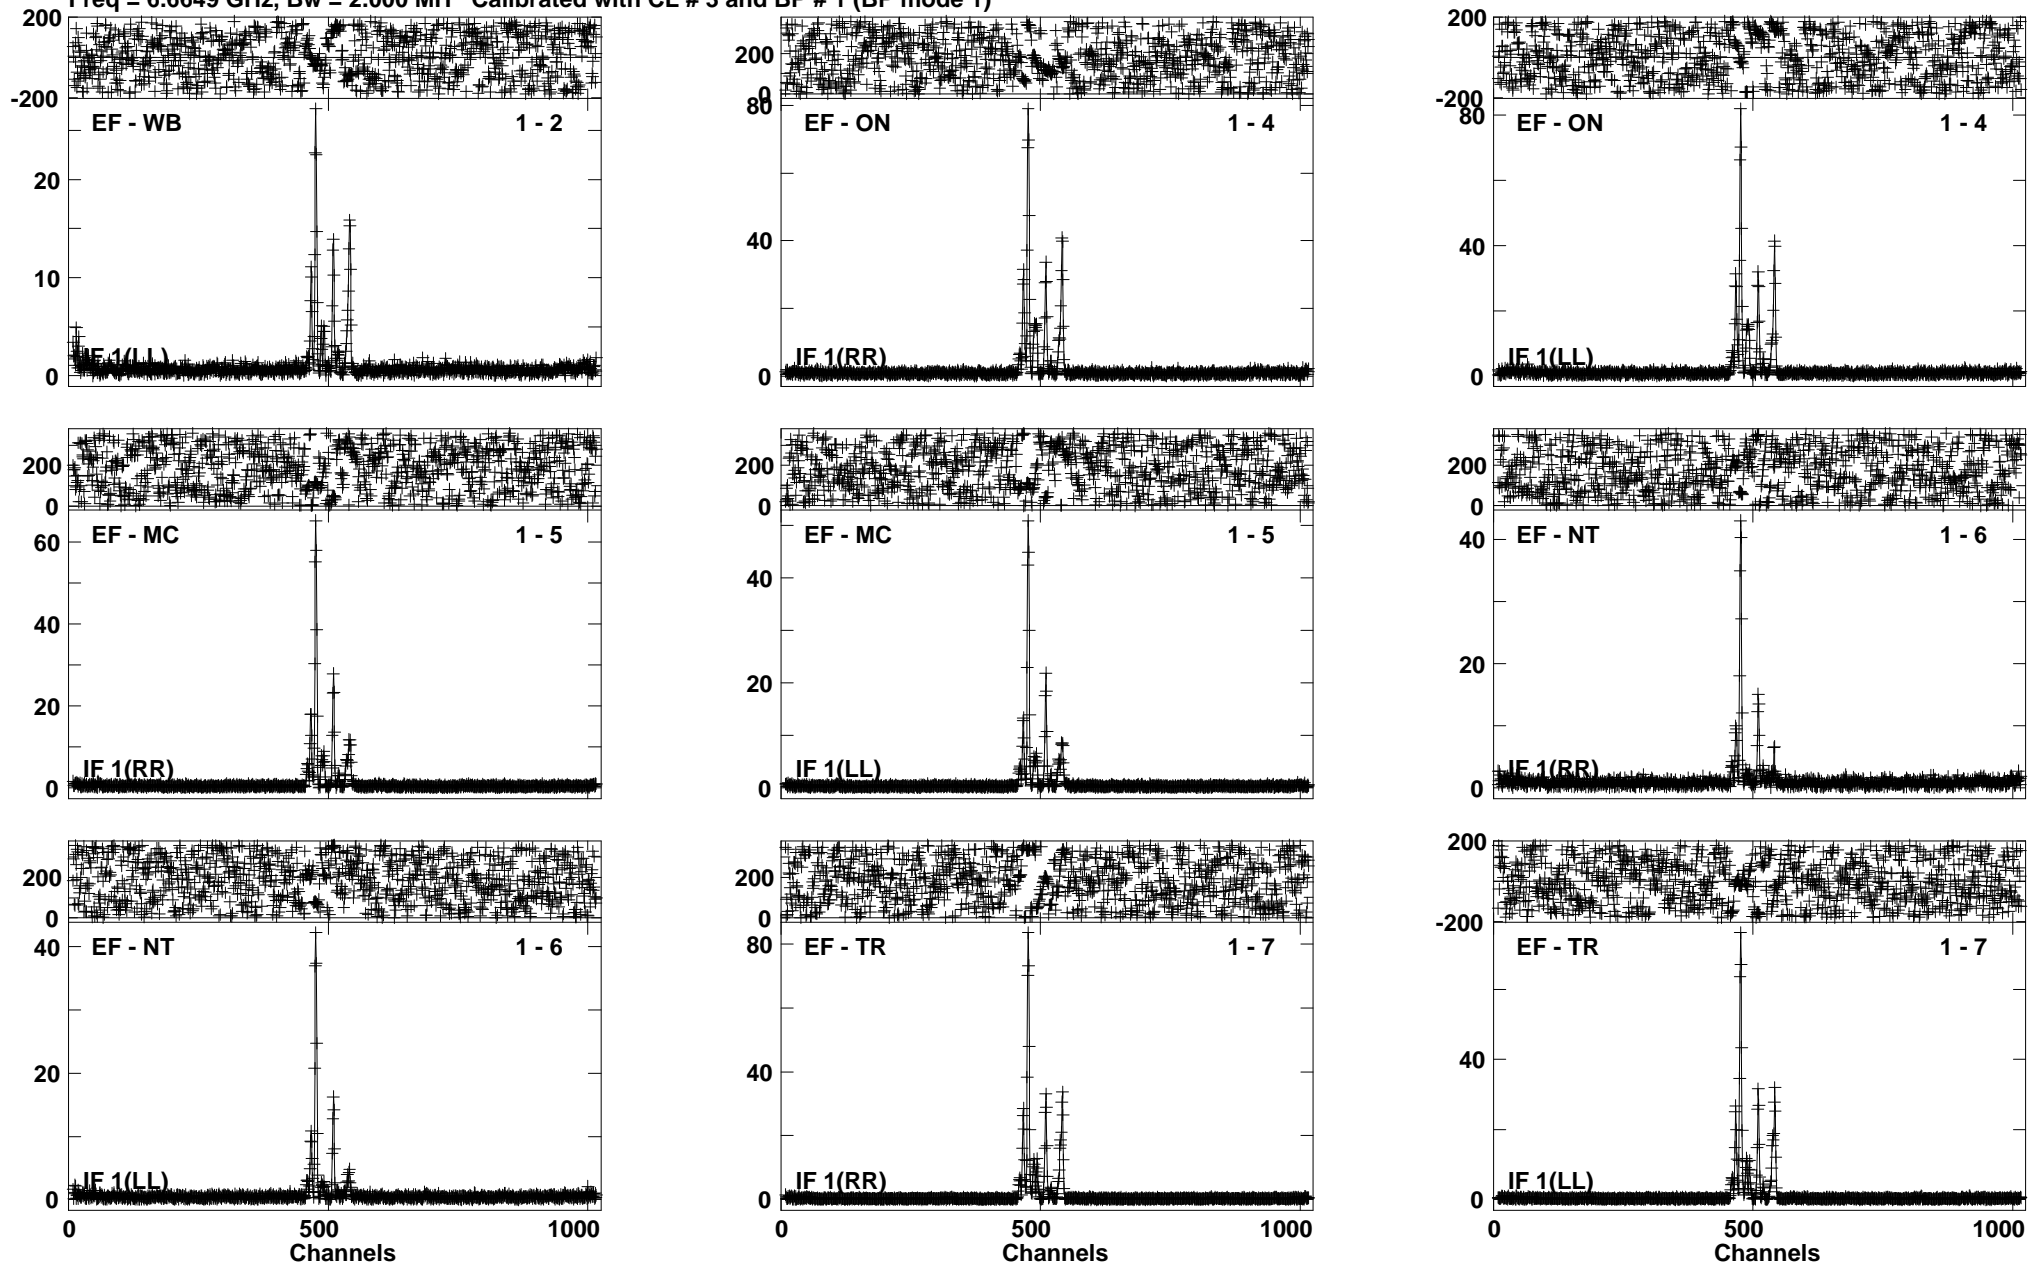 Freq = 6.6649 GHz, Bw = 2.000 MH Calibrated with CL # 3 and BP # 1 (BP mode 1)
200
-200
EF - WB 1 - 2
20
10
IF 1(LL)
0
200
0
80
EF - ON 1 - 4
40
IF 1(RR)
0
200
-200
80
EF - ON 1 - 4
40
IF 1(LL)
0
200
0
EF - MC 1 - 5
60
40
20
IF 1(RR)
0
200
0
EF - MC 1 - 5
40
20
IF 1(LL)
0
200
0
EF - NT 1 - 6
40
20
IF 1(RR)
0
200
0
EF - NT 1 - 6
40
20
IF 1(LL)
0
0 500 1000
Channels
200
0
EF - TR 1 - 7
80
40
IF 1(RR)
0
0 500 1000
Channels
200
-200
EF - TR 1 - 7
40
IF 1(LL)
0
0 500 1000
Channels